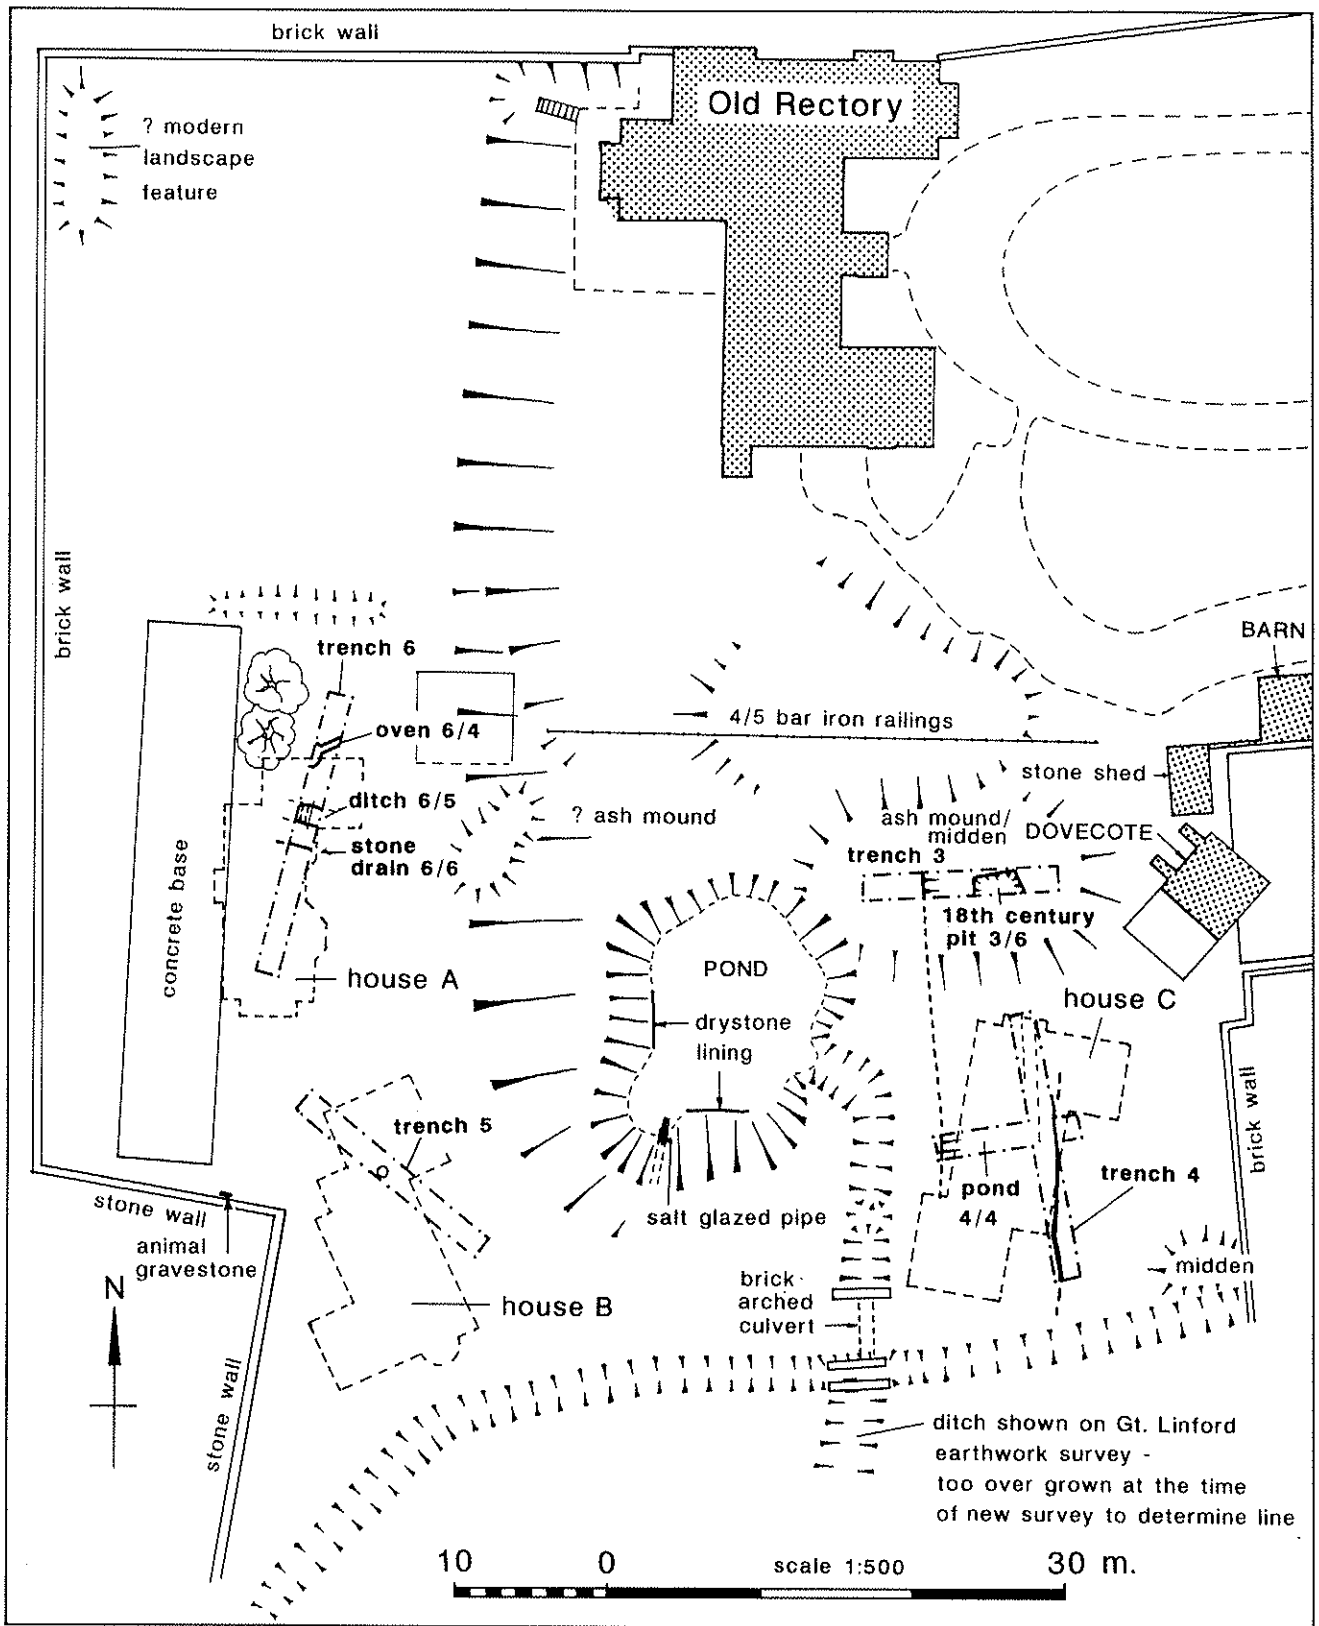 brick wall
Old Rectory
? modern
landscape
feature
brick wall
trench 6
BARN
oven 6/4
4/5 bar iron railings
stone shed
ditch 6/5
? ash mound
ash mound/
midden
DOVECOTE
stone
drain 6/6
trench 3
concrete base
18th century
pit 3/6
POND
house A
house C
drystone
lining
brick wall
trench 5
trench 4
pond
4/4
stone wall
salt glazed pipe
animal
gravestone
midden
N
brick
arched
culvert
house B
stone wall
ditch shown on Gt. Linford
earthwork survey -
too over grown at the time
of new survey to determine line
10 0 scale 1:500 30 m.